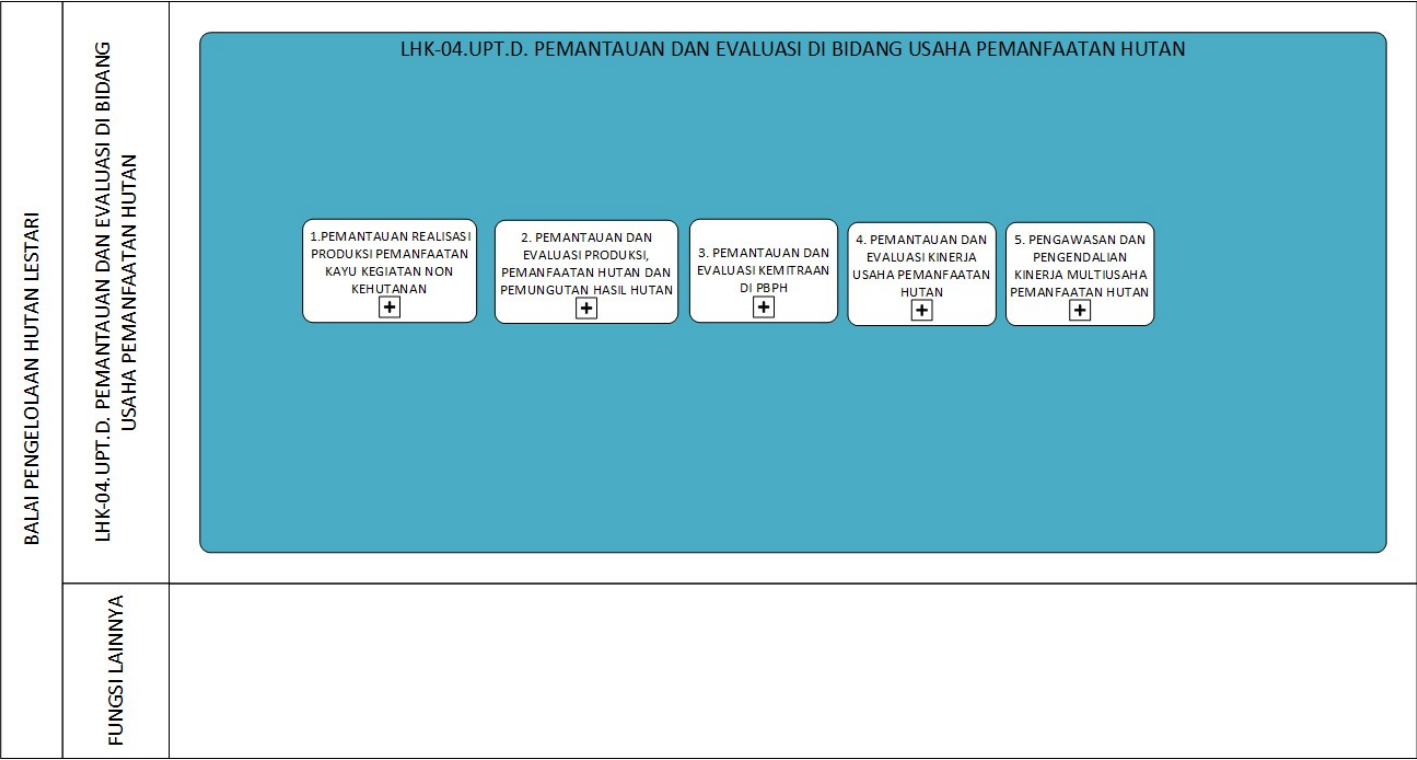 BALAI PENGELOLAAN HUTAN LESTARI
LHK-04.UPT.D. PEMANTAUAN DAN EVALUASI DI BIDANG
USAHA PEMANFAATAN HUTAN
LHK-04.UPT.D. PEMANTAUAN DAN EVALUASI DI BIDANG USAHA PEMANFAATAN HUTAN
1.PEMANTAUAN REALISASI
PRODUKSI PEMANFAATAN
KAYU KEGIATAN NON
KEHUTANAN
2. PEMANTAUAN DAN
EVALUASI PRODUKSI,
PEMANFAATAN HUTAN DAN
PEMUNGUTAN HASIL HUTAN
3. PEMANTAUAN DAN
EVALUASI KEMITRAAN
DI PBPH
4. PEMANTAUAN DAN
EVALUASI KINERJA
USAHA PEMANFAATAN
HUTAN
5. PENGAWASAN DAN
PENGENDALIAN
KINERJA MULTIUSAHA
PEMANFAATAN HUTAN
FUNGSI LAINNYA